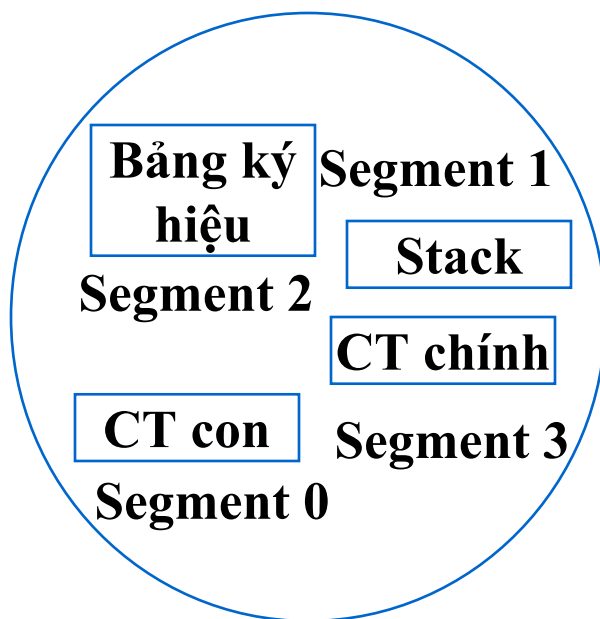 Bảng ký
hiệu
Segment 1
Stack
Segment 2
CT chính
CT con
Segment 3
Segment 0